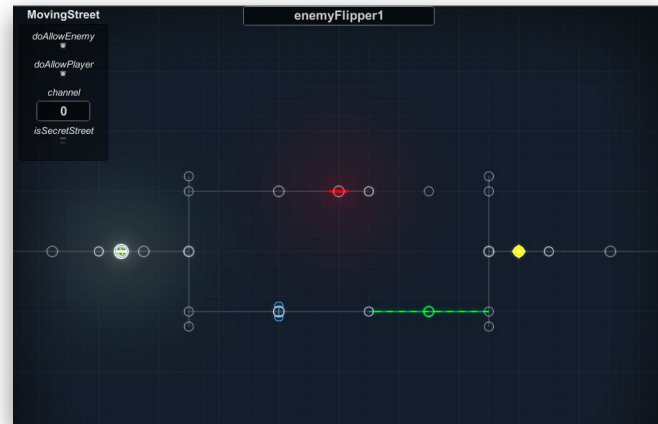 MovingStreet
enemyFlipper1
doAllowEnemy
doAllowPlayer
channel
0
isSecretStreet